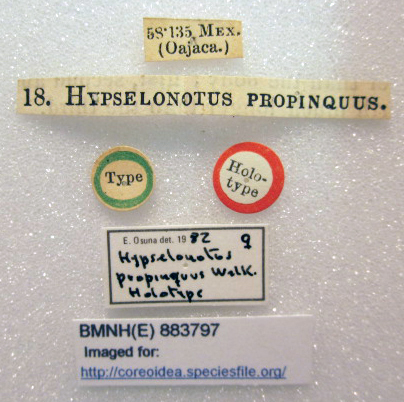 58·135 MEX.
(Oajaca.)
18. HYPSELONOTUS PROPINQUUS.
Type
Holo-
type
E. Osuna det. 1982 ♀
Hypselonotus
propinquus Walk.
Holotype
BMNH(E) 883797
Imaged for:
http://coreoidea.speciesfile.org/